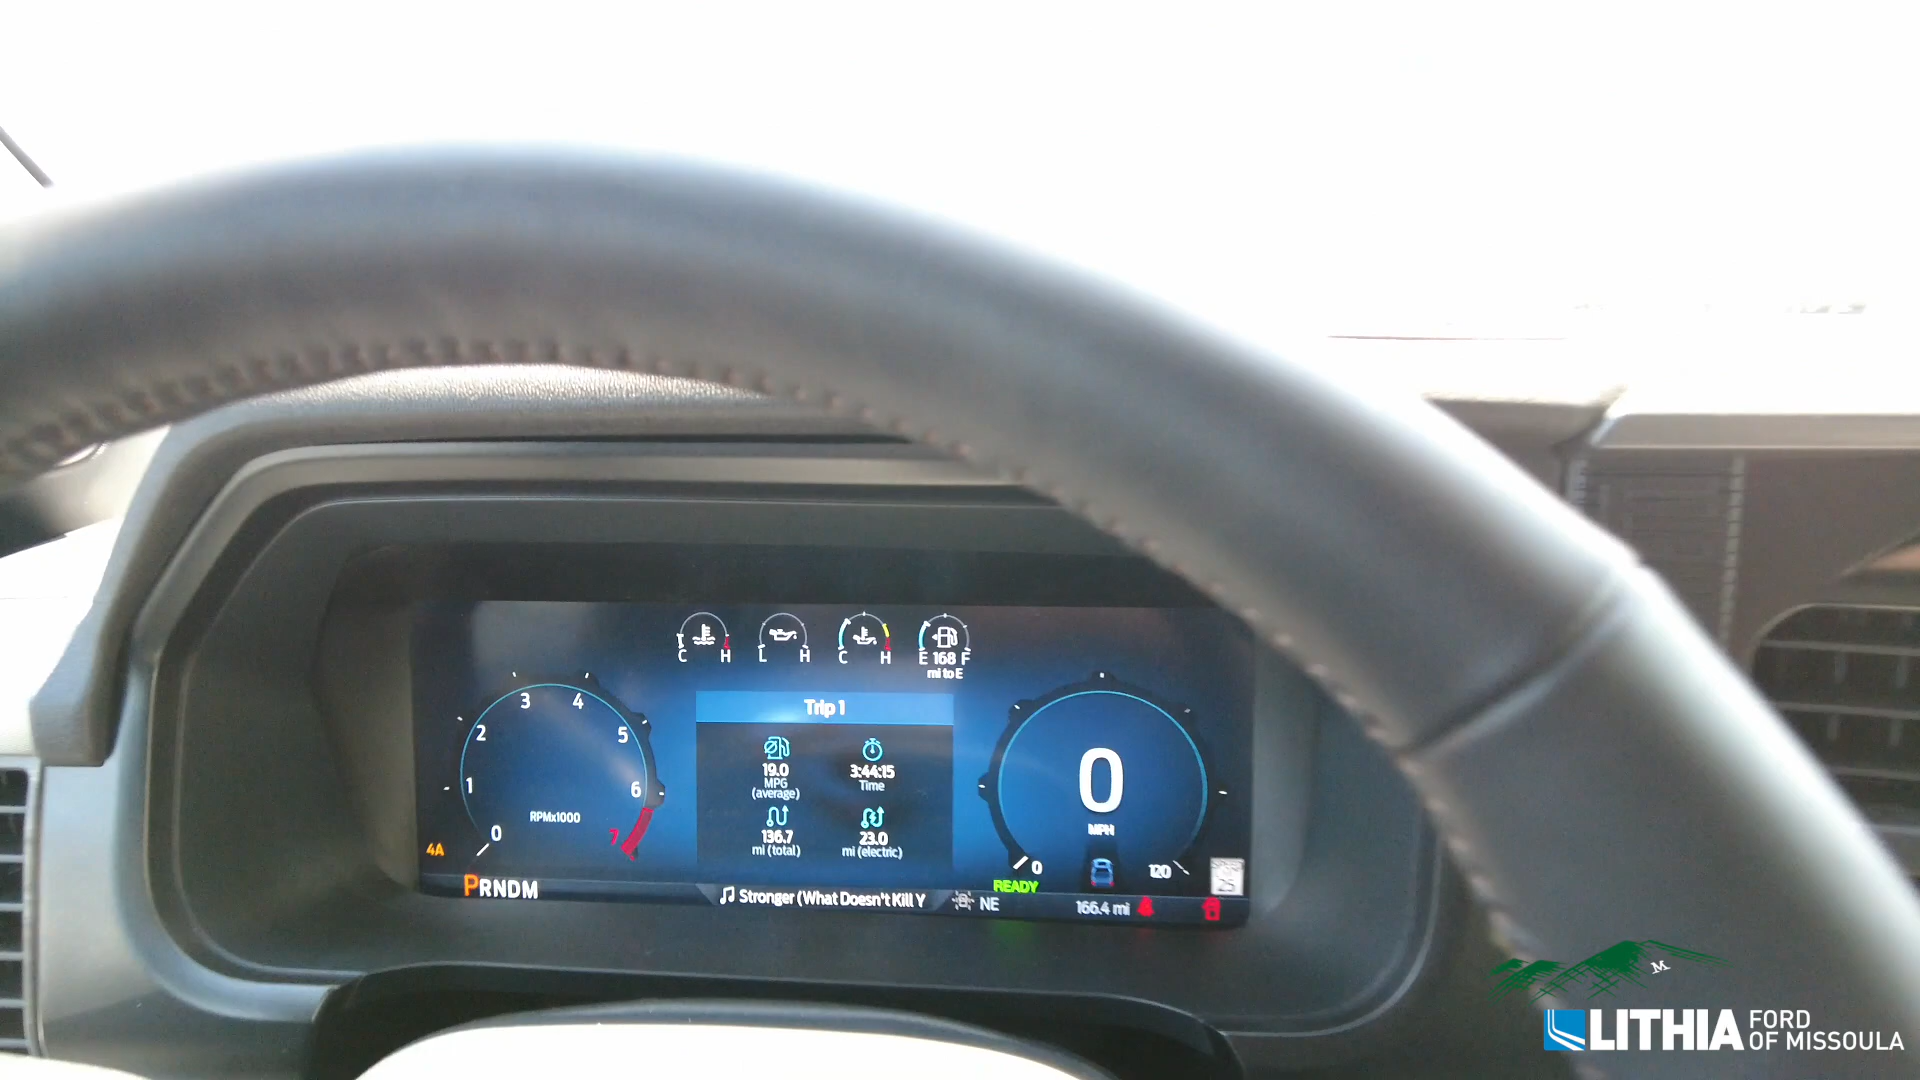 C H
L H
C H
E 168 F
mi to E
Trip 1
19.0
MPG
(average)
3:44:15
Time
136.7
mi (total)
23.0
mi (electric)
0
1
2
3
4
5
6
7
RPMx1000
4A
PRNDM
Stronger (What Doesn't Kill Y
NE
0
MPH
0
120
READY
166.4 mi
SPEED
25
M
LITHIA
FORD
OF MISSOULA